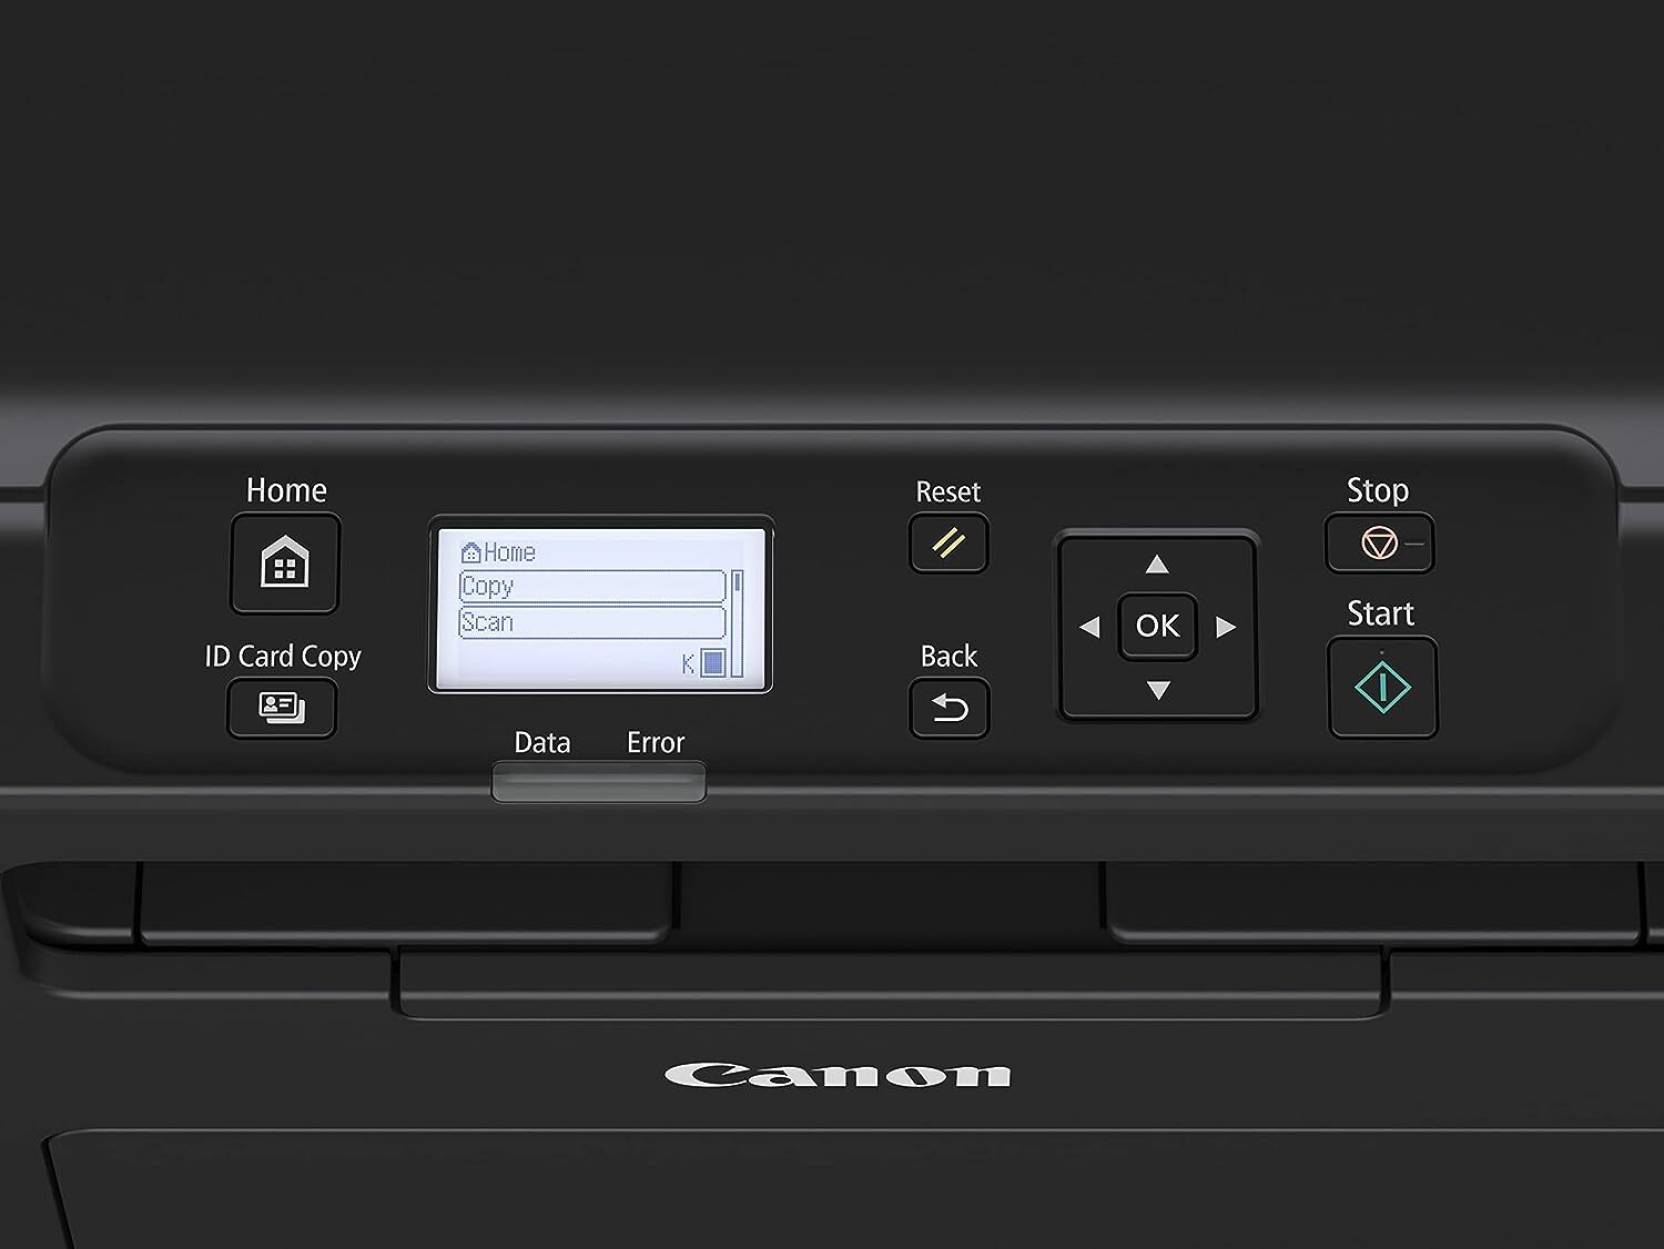 Home
ID Card Copy
Home
Copy
Scan
K
Data Error
Reset
Back
OK
Stop
Start
Canon